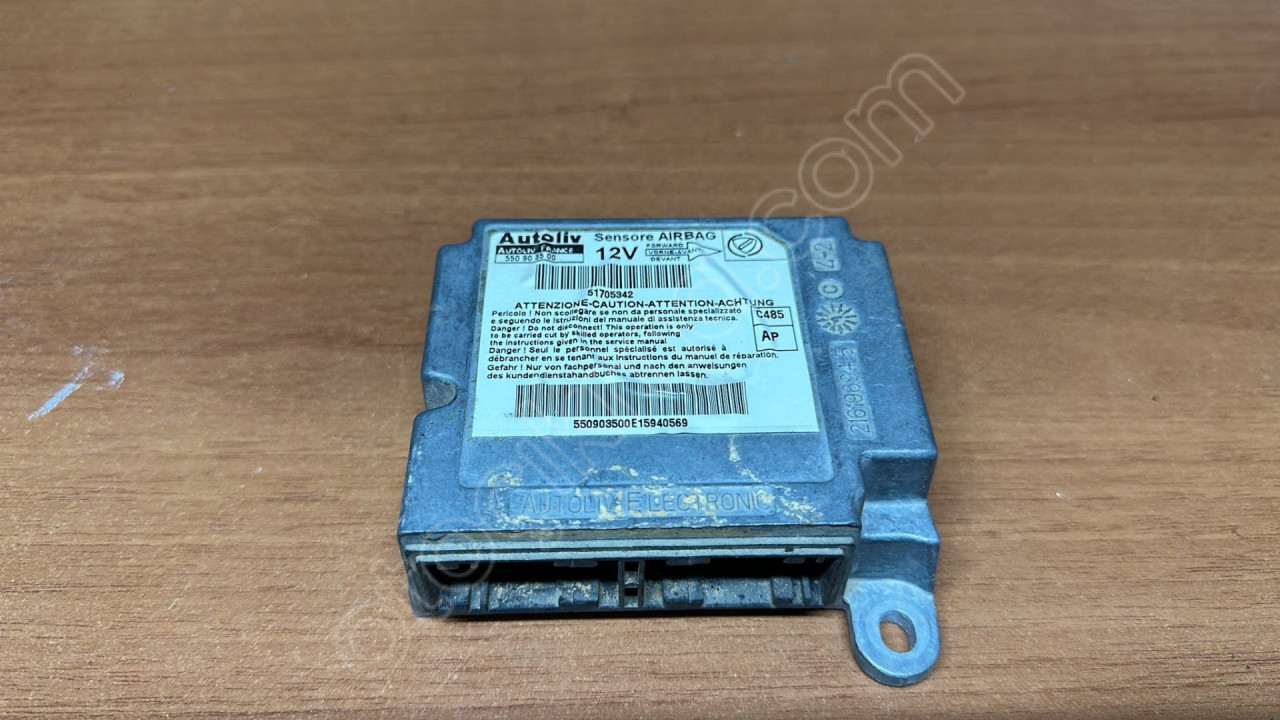 Autoliv
AUTOLIV FRANCE
550 90 35 00
Sensore AIRBAG
12V
FORWARD
VORNE-AVANTI
DEVANT
51705342
ATTENZIONE-CAUTION-ATTENTION-ACHTUNG
Pericolo ! Non scollegare se non da personale specializzato
e seguendo le istruzioni del manuale di assistenza tecnica.
Danger ! Do not disconnect! This operation is only
to be carried cut by skilled operators, following
the instructions given in the service manual
Danger ! Seul le personnel spécialisé est autorisé à
débrancher en se tenant aux instructions du manuel de réparation.
Gefahr ! Nur von fachpersonal und nach den anweisungen
des kundendienstahandbuches abtrennen lassen.
C485
AP
550903500E15940569
AUTOLIV ELECTRONIC
.com